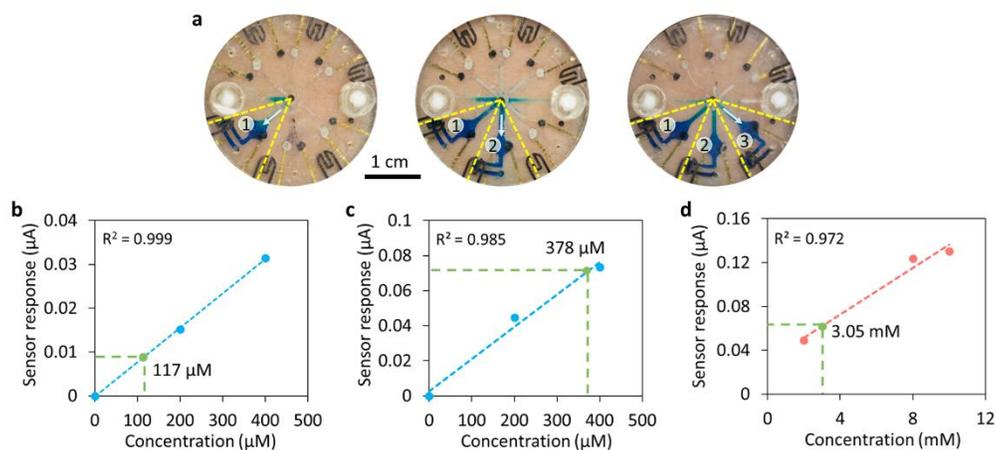 a
1
1
2
1
2
3
1 cm
b
R² = 0.999
Sensor response (µA)
0.04
0.03
0.02
0.01
0
117 µM
0 100 200 300 400 500
Concentration (µM)
c
R² = 0.985
Sensor response (µA)
0.1
0.08
0.06
0.04
0.02
0
378 µM
0 100 200 300 400 500
Concentration (µM)
d
R² = 0.972
Sensor response (µA)
0.16
0.12
0.08
0.04
0
3.05 mM
0 4 8 12
Concentration (mM)